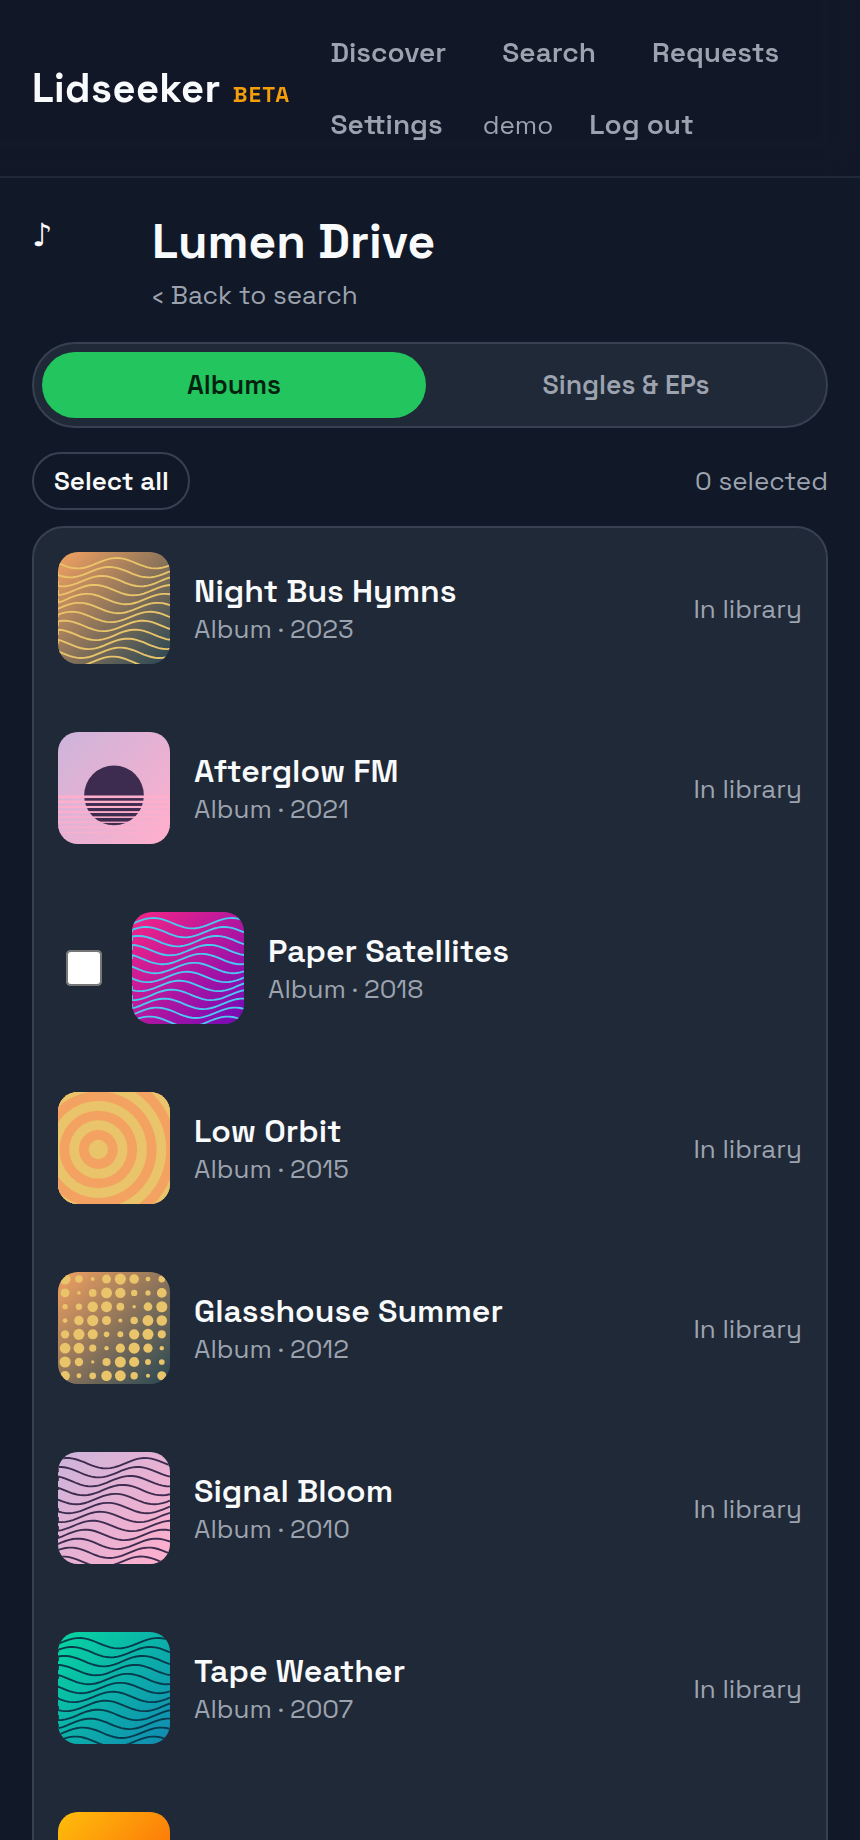 Lidseeker BETA
Discover Search Requests
Settings demo Log out
♪
Lumen Drive
< Back to search
Albums Singles & EPs
Select all 0 selected
Night Bus Hymns
Album · 2023
In library
Afterglow FM
Album · 2021
In library
Paper Satellites
Album · 2018
Low Orbit
Album · 2015
In library
Glasshouse Summer
Album · 2012
In library
Signal Bloom
Album · 2010
In library
Tape Weather
Album · 2007
In library